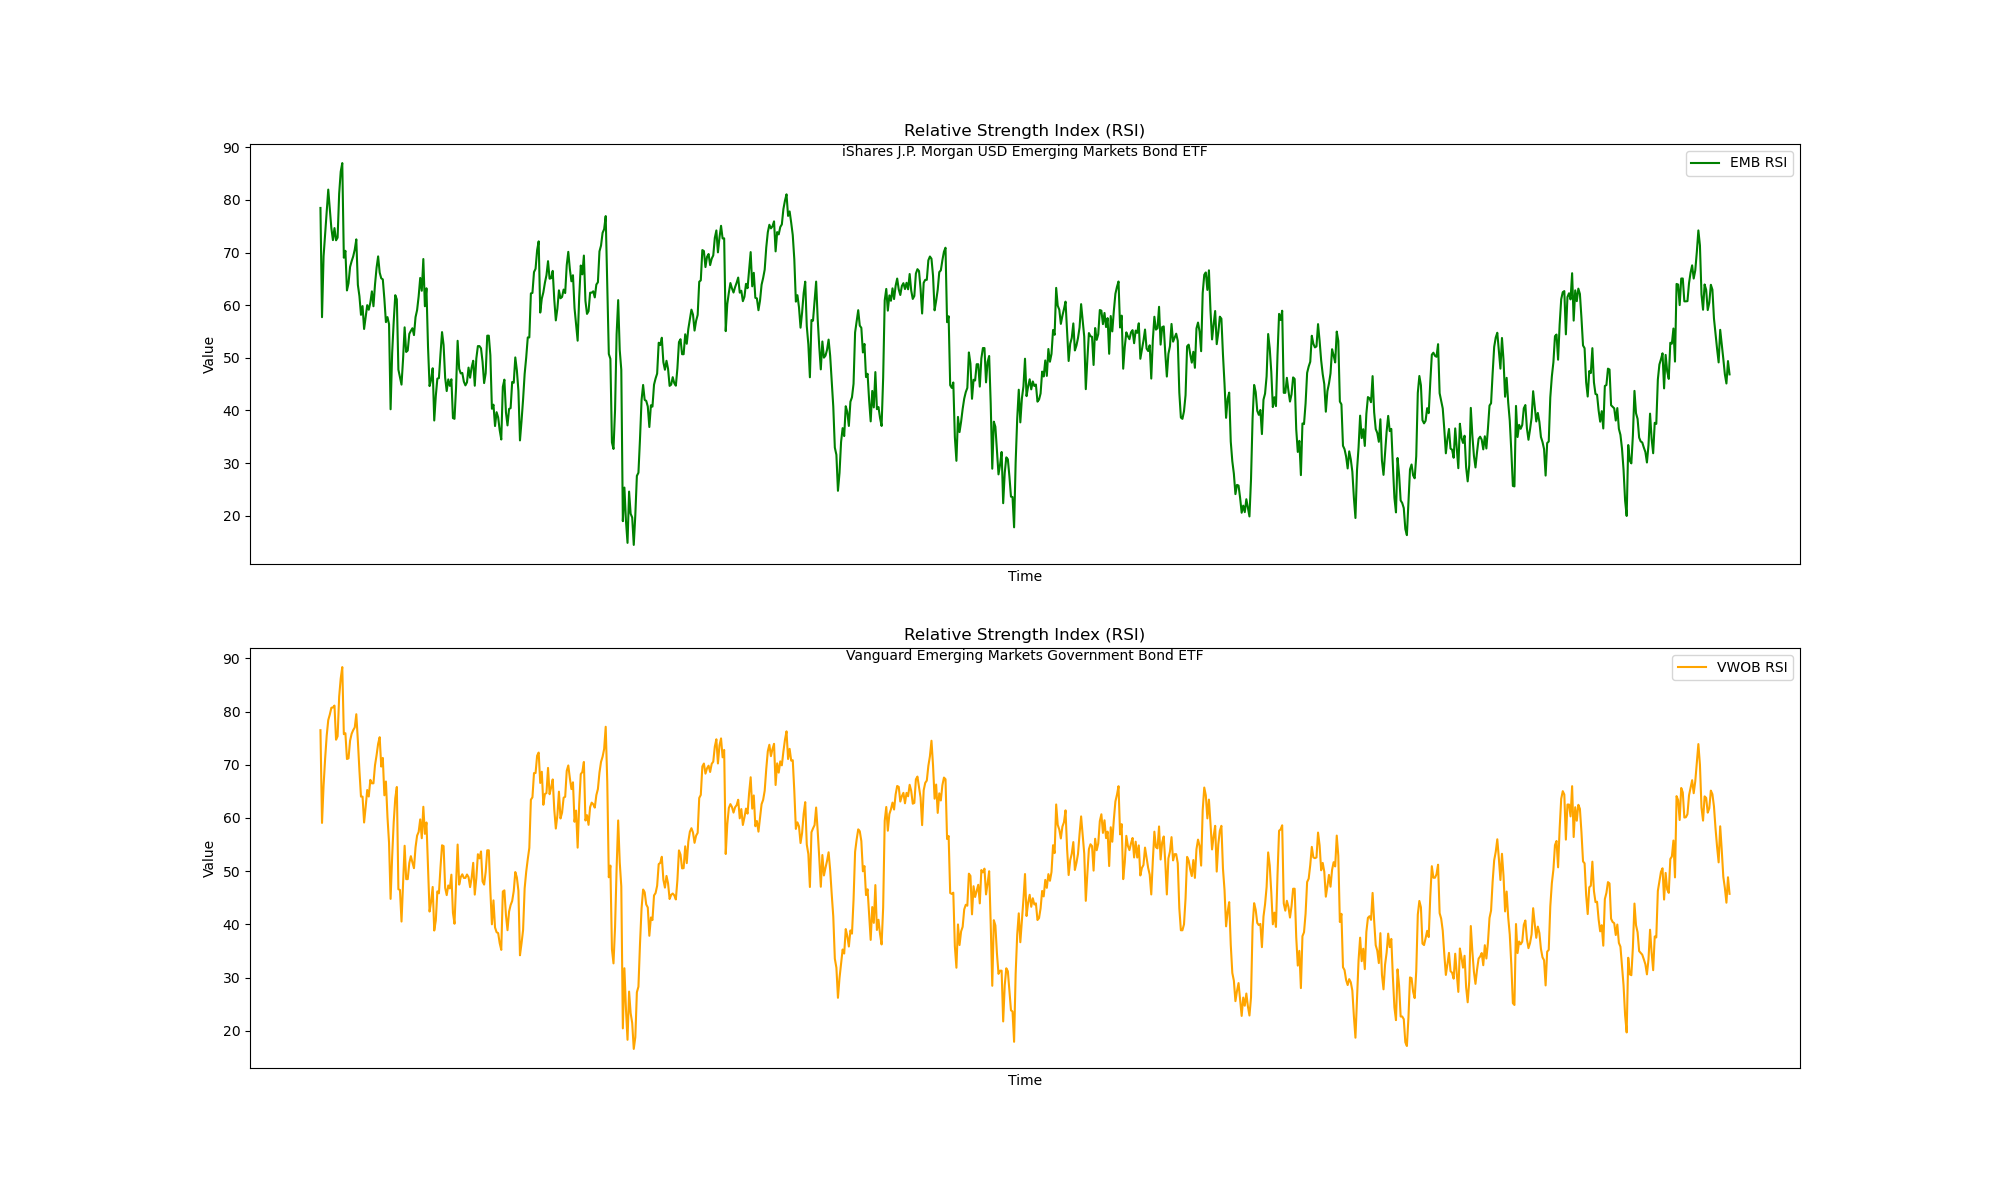 Relative Strength Index (RSI)
iShares J.P. Morgan USD Emerging Markets Bond ETF
EMB RSI
90
80
70
60
50
40
30
20
Value
Time
Relative Strength Index (RSI)
Vanguard Emerging Markets Government Bond ETF
VWOB RSI
90
80
70
60
50
40
30
20
Value
Time